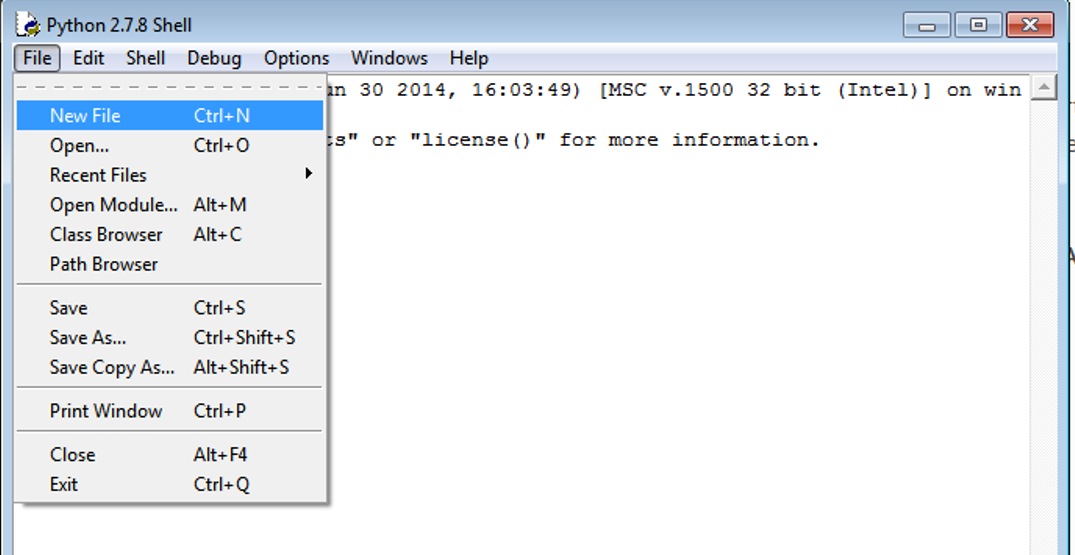 Python 2.7.8 Shell
File Edit Shell Debug Options Windows Help
un 30 2014, 16:03:49) [MSC v.1500 32 bit (Intel)] on win
New File Ctrl+N
ts" or "license()" for more information.
Open... Ctrl+O
Recent Files
Open Module... Alt+M
Class Browser Alt+C
Path Browser
Save Ctrl+S
Save As... Ctrl+Shift+S
Save Copy As... Alt+Shift+S
Print Window Ctrl+P
Close Alt+F4
Exit Ctrl+Q